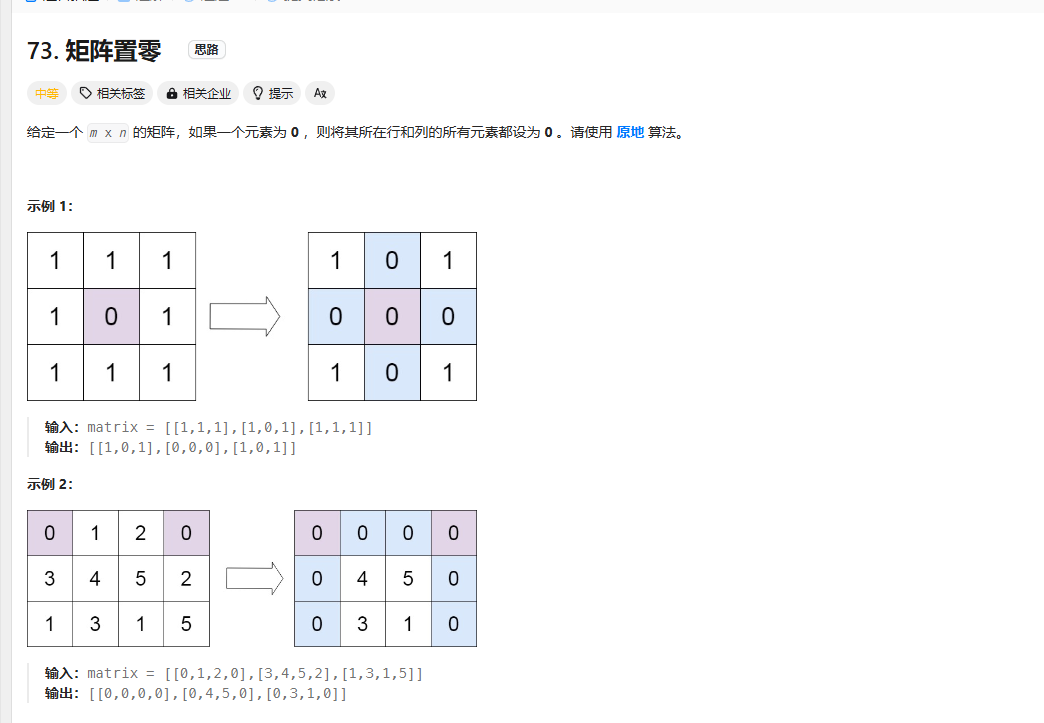 73. 矩阵置零 思路
中等 相关标签 相关企业 提示 Ax
给定一个 m x n 的矩阵，如果一个元素为 0 ，则将其所在行和列的所有元素都设为 0 。请使用 原地 算法。
示例 1：
1 1 1 1 0 1
1 0 1 0 0 0
1 1 1 1 0 1
输入：matrix = [[1,1,1],[1,0,1],[1,1,1]]
输出：[[1,0,1],[0,0,0],[1,0,1]]
示例 2：
0 1 2 0 0 0 0 0
3 4 5 2 0 4 5 0
1 3 1 5 0 3 1 0
输入：matrix = [[0,1,2,0],[3,4,5,2],[1,3,1,5]]
输出：[[0,0,0,0],[0,4,5,0],[0,3,1,0]]